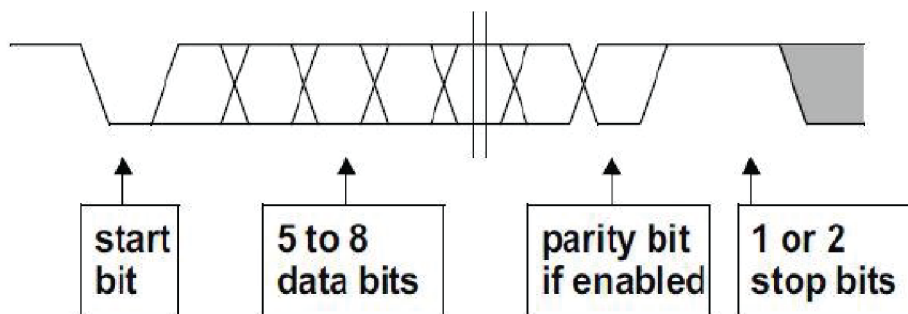 start
bit
5 to 8
data bits
parity bit
if enabled
1 or 2
stop bits